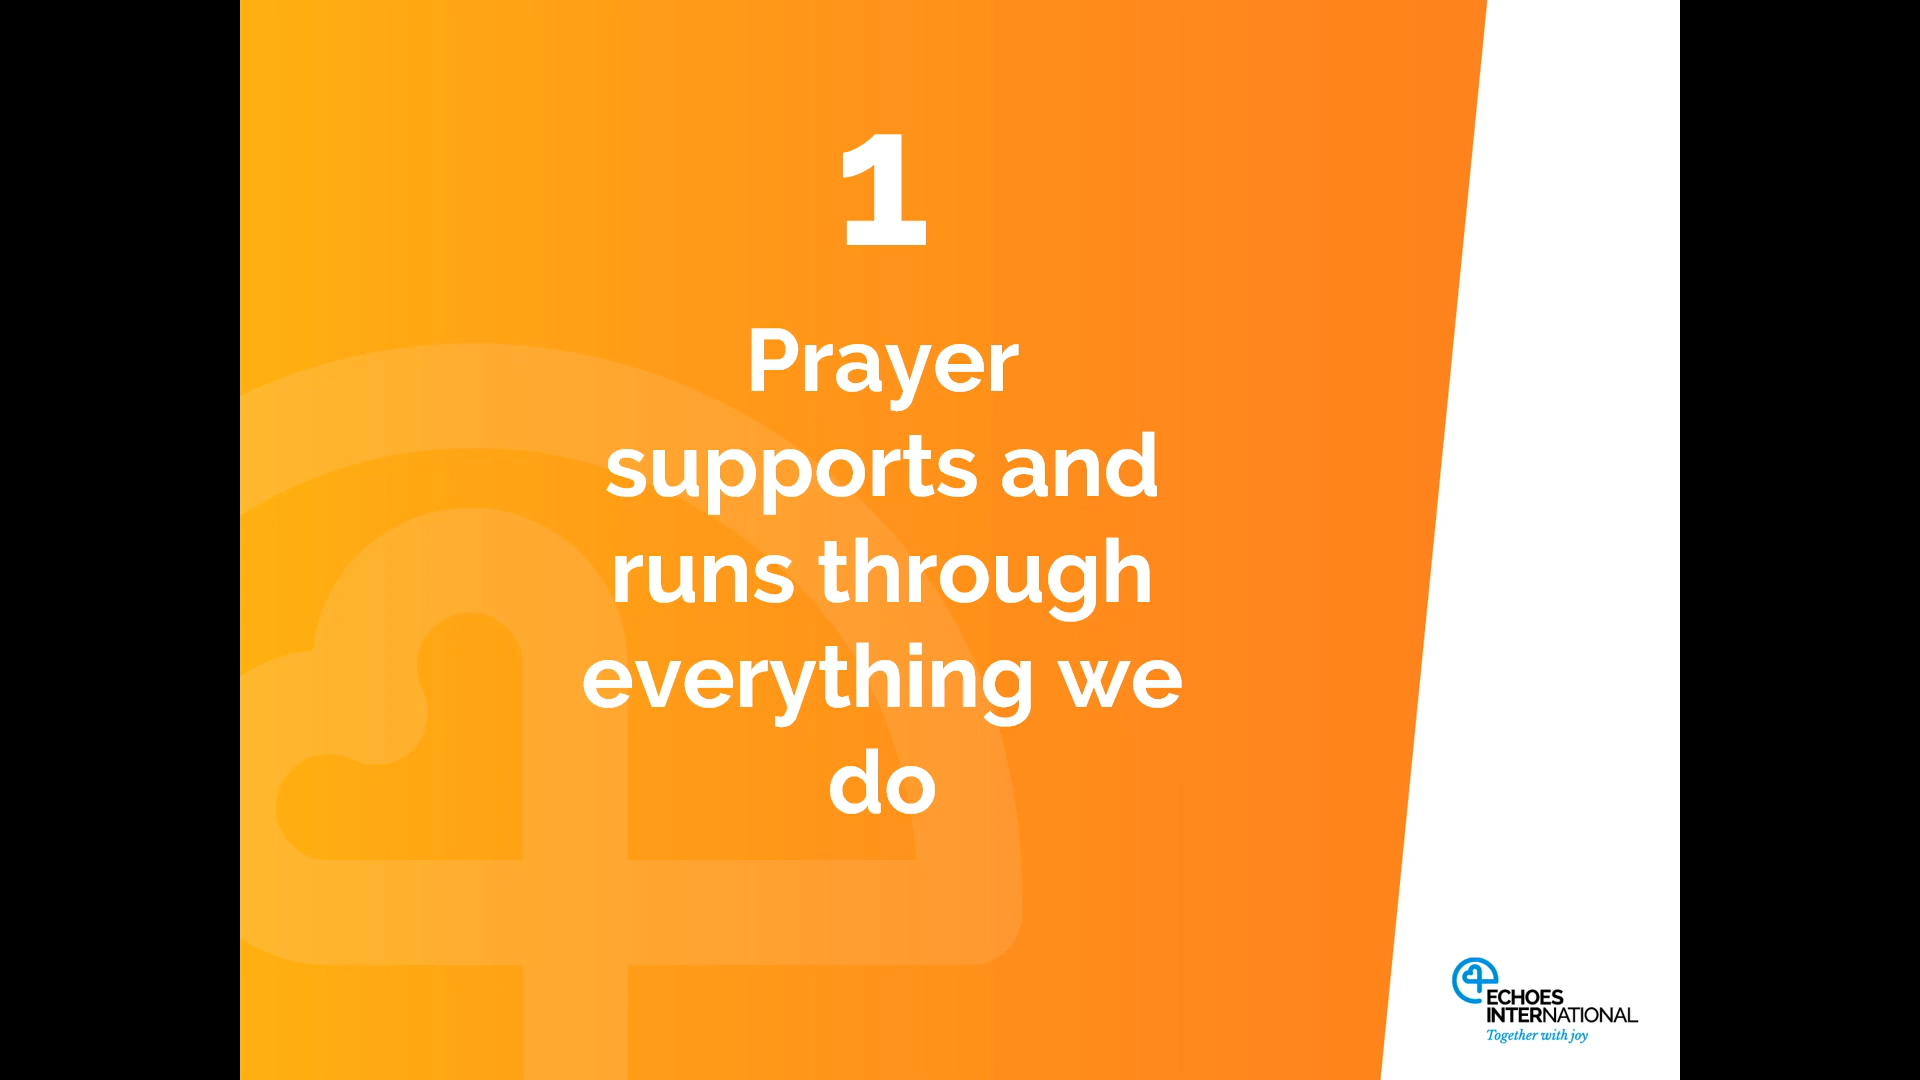 1
Prayer
supports and
runs through
everything we
do
ECHOES
INTERNATIONAL
Together with joy